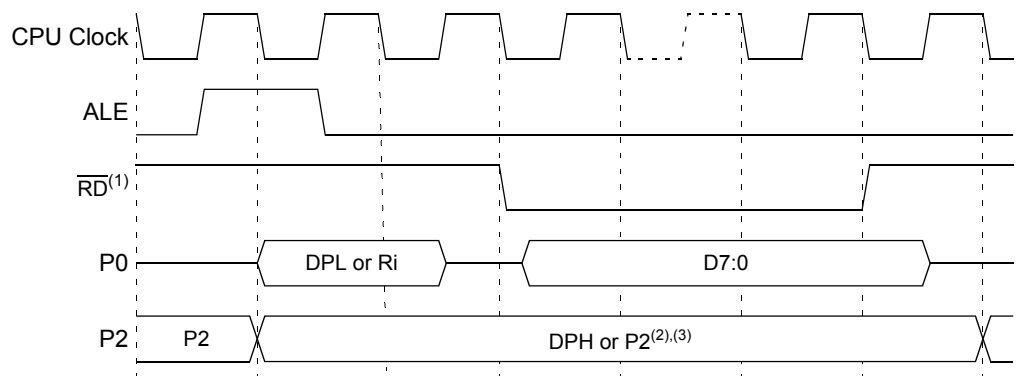 CPU Clock
ALE
RD(1)
P0 DPL or Ri D7:0
P2 P2 DPH or P2(2),(3)